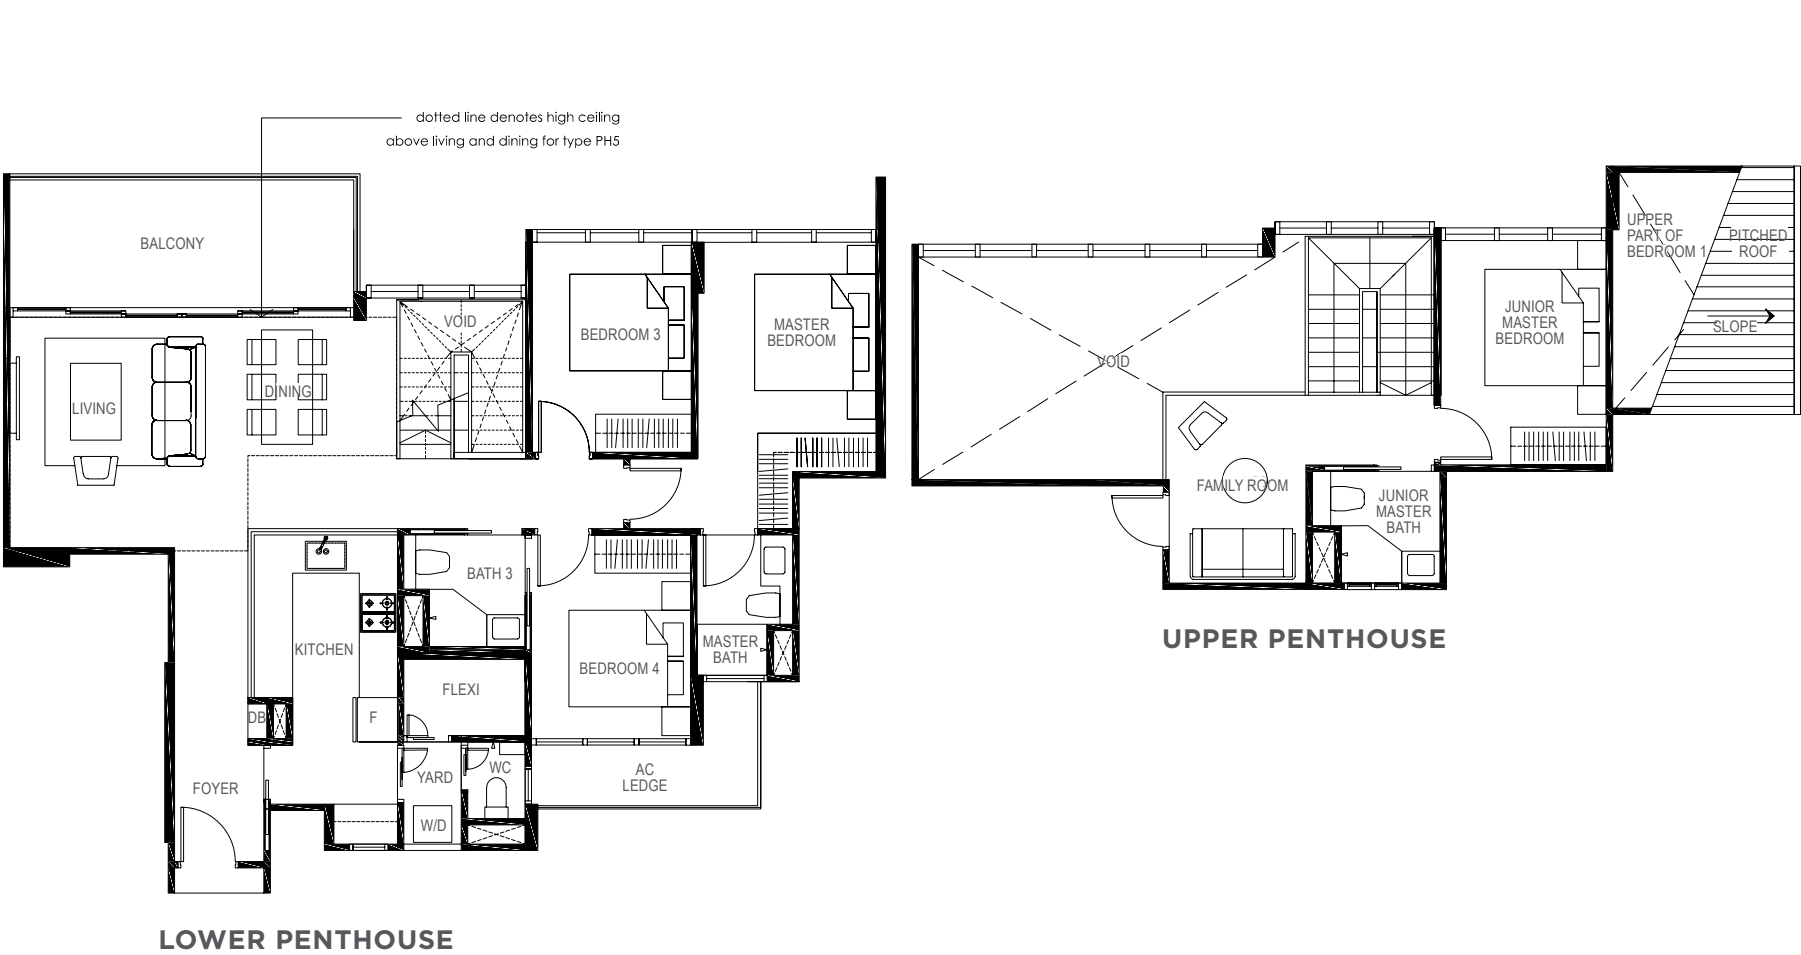 dotted line denotes high ceiling
above living and dining for type PH5
BALCONY
VOID
BEDROOM 3
MASTER
BEDROOM
LIVING
DINING
BATH 3
KITCHEN
MASTER
BATH
BEDROOM 4
FLEXI
DB
F
AC
LEDGE
YARD
WC
FOYER
W/D
LOWER PENTHOUSE
UPPER
PART OF
BEDROOM 1
PITCHED
ROOF
SLOPE
JUNIOR
MASTER
BEDROOM
VOID
FAMILY ROOM
JUNIOR
MASTER
BATH
UPPER PENTHOUSE